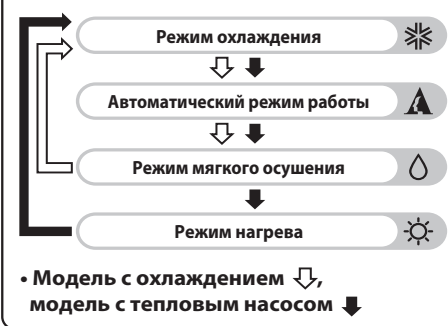 Режим охлаждения
Автоматический режим работы
Режим мягкого осушения
Режим нагрева
• Модель с охлаждением ⇩,
модель с тепловым насосом 🡇